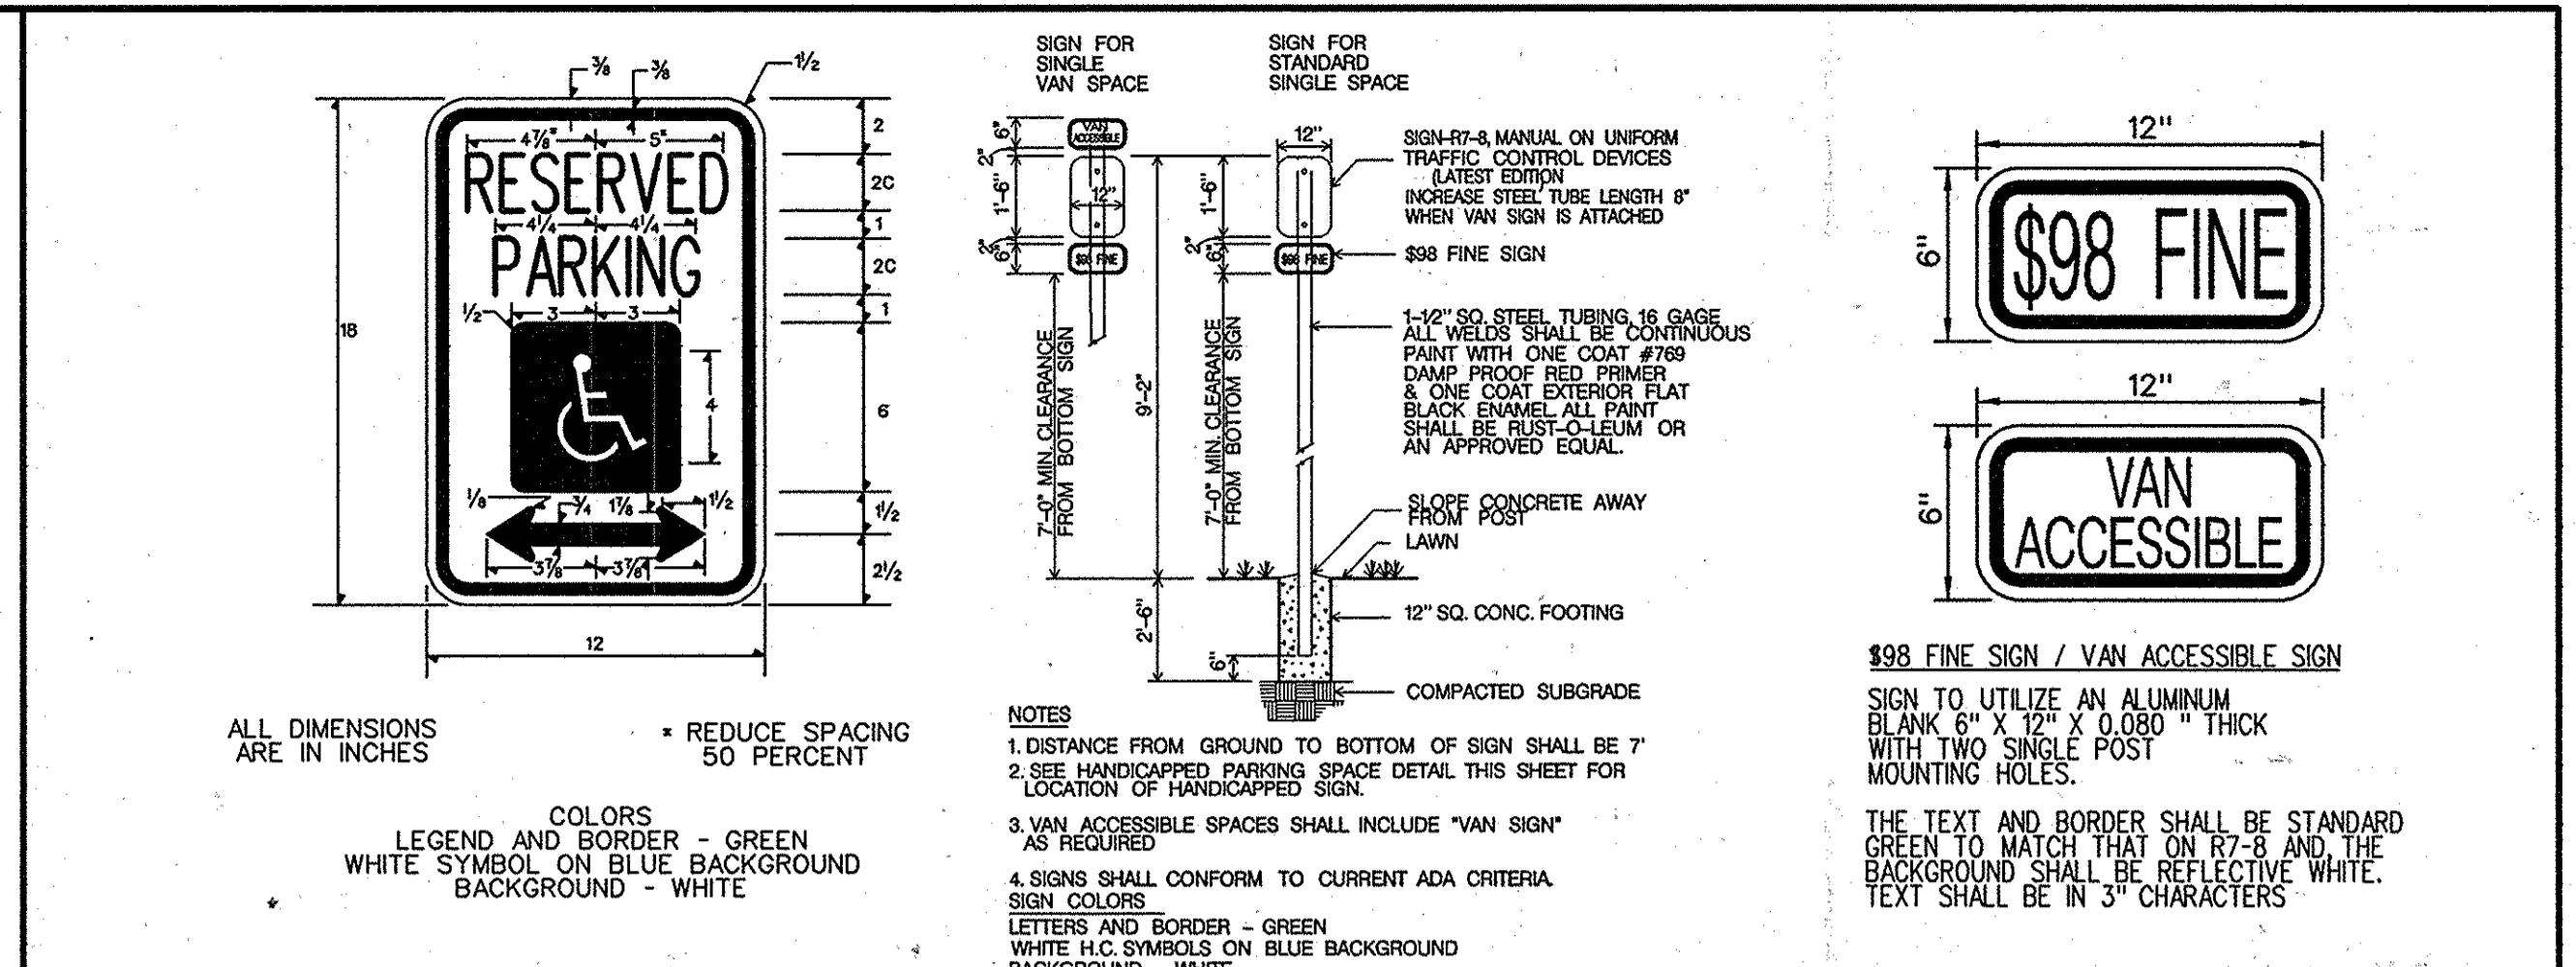 3/8
3/8
1 1/2
4 7/8*
5*
RESERVED
4 1/4
4 1/4
PARKING
1/2
3
3
4
1/8
3/4
1 7/8
1 1/2
3 7/8
3 7/8
18
12
2
2C
1
2C
1
6
1 1/2
2 1/2
ALL DIMENSIONS
ARE IN INCHES
* REDUCE SPACING
50 PERCENT
COLORS
LEGEND AND BORDER - GREEN
WHITE SYMBOL ON BLUE BACKGROUND
BACKGROUND - WHITE
SIGN FOR
SINGLE
VAN SPACE
SIGN FOR
STANDARD
SINGLE SPACE
6"
2"
1'-6"
2"
6"
VAN
ACCESSIBLE
12"
$98 FINE
7'-0" MIN. CLEARANCE
FROM BOTTOM SIGN
9'-2"
2'-6"
1'-6"
2"
6"
12"
$98 FINE
7'-0" MIN. CLEARANCE
FROM BOTTOM SIGN
6"
SIGN-R7-8, MANUAL ON UNIFORM
TRAFFIC CONTROL DEVICES
(LATEST EDITION
INCREASE STEEL TUBE LENGTH 8"
WHEN VAN SIGN IS ATTACHED
$98 FINE SIGN
1-1/2" SQ. STEEL TUBING, 16 GAGE
ALL WELDS SHALL BE CONTINUOUS
PAINT WITH ONE COAT #769
DAMP PROOF RED PRIMER
& ONE COAT EXTERIOR FLAT
BLACK ENAMEL. ALL PAINT
SHALL BE RUST-O-LEUM OR
AN APPROVED EQUAL.
SLOPE CONCRETE AWAY
FROM POST
LAWN
12" SQ. CONC. FOOTING
COMPACTED SUBGRADE
NOTES
1. DISTANCE FROM GROUND TO BOTTOM OF SIGN SHALL BE 7'
2. SEE HANDICAPPED PARKING SPACE DETAIL THIS SHEET FOR
LOCATION OF HANDICAPPED SIGN.
3. VAN ACCESSIBLE SPACES SHALL INCLUDE "VAN SIGN"
AS REQUIRED
4. SIGNS SHALL CONFORM TO CURRENT ADA CRITERIA.
SIGN COLORS
LETTERS AND BORDER - GREEN
WHITE H.C. SYMBOLS ON BLUE BACKGROUND
BACKGROUND - WHITE
12"
6"
$98 FINE
12"
6"
VAN
ACCESSIBLE
$98 FINE SIGN / VAN ACCESSIBLE SIGN
SIGN TO UTILIZE AN ALUMINUM
BLANK 6" X 12" X 0.080 " THICK
WITH TWO SINGLE POST
MOUNTING HOLES.
THE TEXT AND BORDER SHALL BE STANDARD
GREEN TO MATCH THAT ON R7-8 AND, THE
BACKGROUND SHALL BE REFLECTIVE WHITE.
TEXT SHALL BE IN 3" CHARACTERS